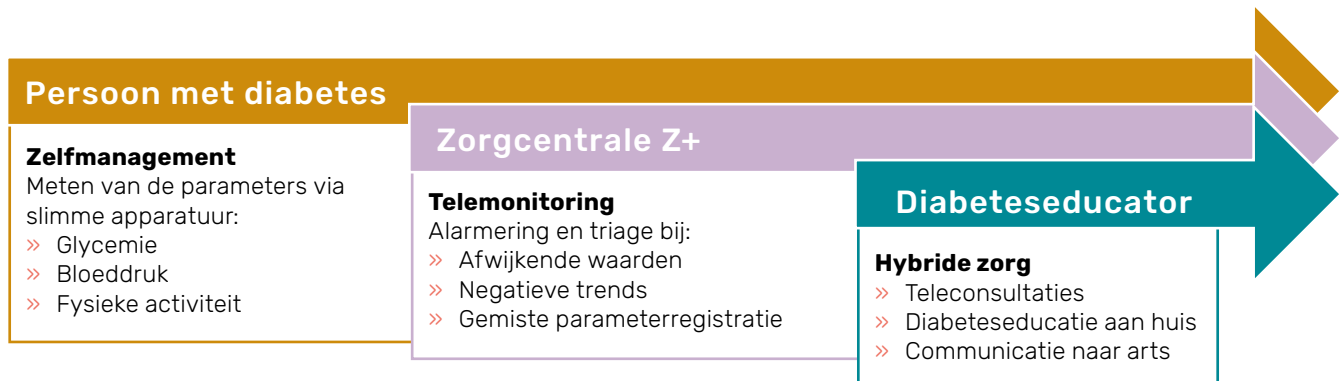 Persoon met diabetes
Zelfmanagement
Meten van de parameters via
slimme apparatuur:
» Glycemie
» Bloeddruk
» Fysieke activiteit
Zorgcentrale Z+
Telemonitoring
Alarmering en triage bij:
» Afwijkende waarden
» Negatieve trends
» Gemiste parameterregistratie
Diabeteseducator
Hybride zorg
» Teleconsultaties
» Diabeteseducatie aan huis
» Communicatie naar arts